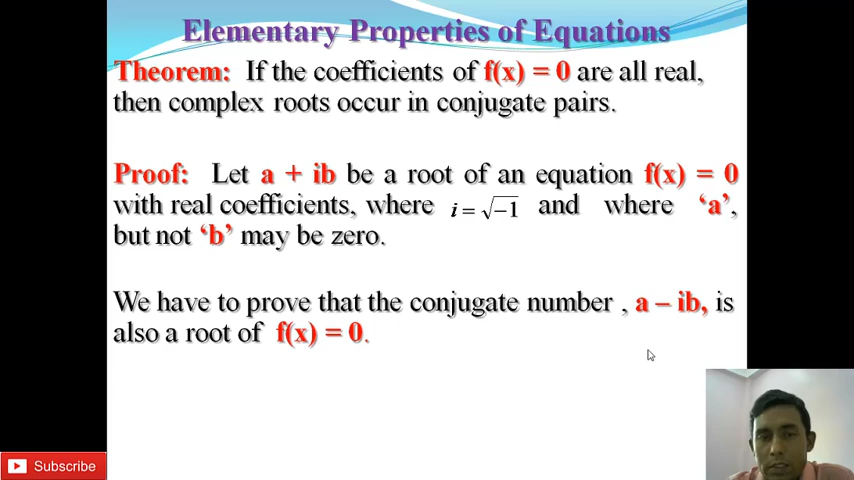 Elementary Properties of Equations
Theorem: If the coefficients of f(x) = 0 are all real,
then complex roots occur in conjugate pairs.
Proof: Let a + ib be a root of an equation f(x) = 0
with real coefficients, where i = √−1 and where ‘a’,
but not ‘b’ may be zero.
We have to prove that the conjugate number , a – ib, is
also a root of f(x) = 0.
Subscribe